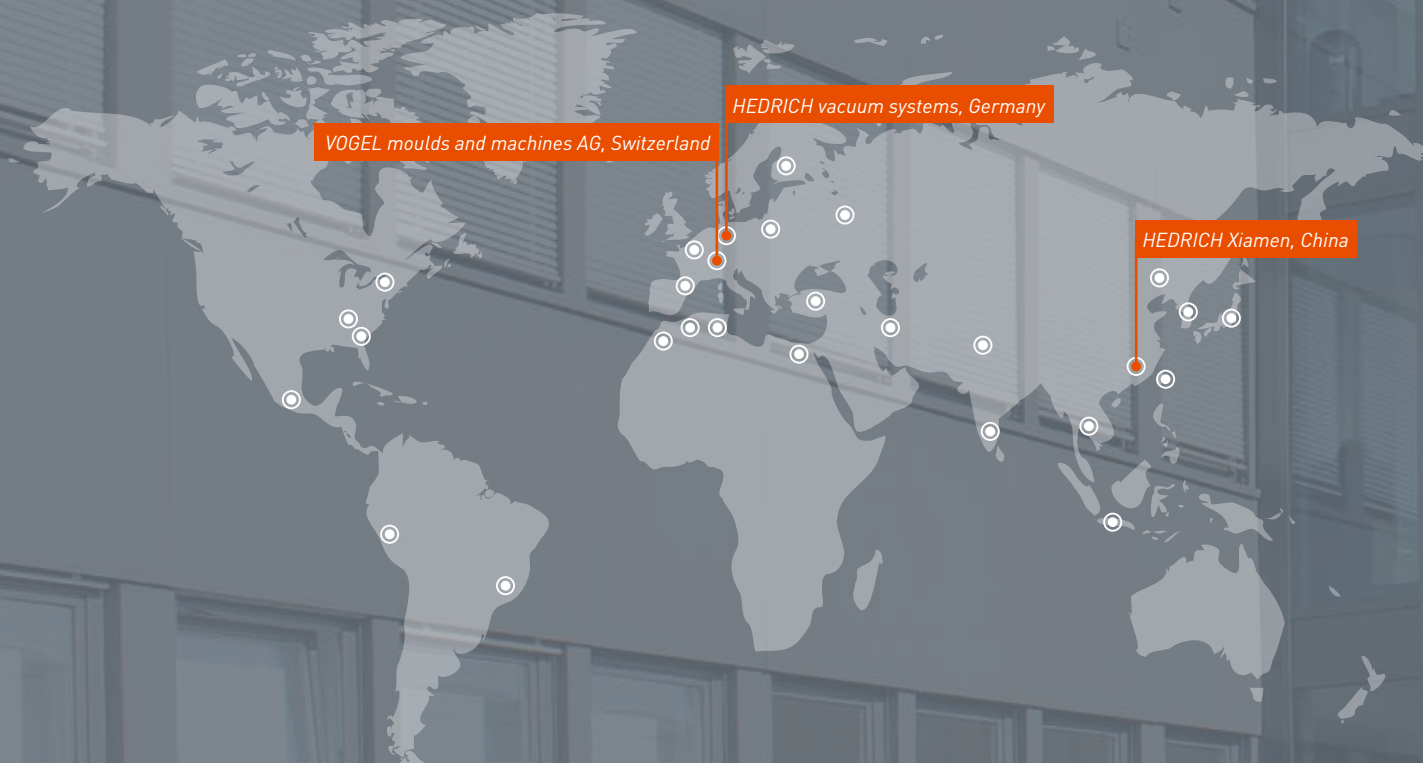 HEDRICH vacuum systems, Germany
VOGEL moulds and machines AG, Switzerland
HEDRICH Xiamen, China